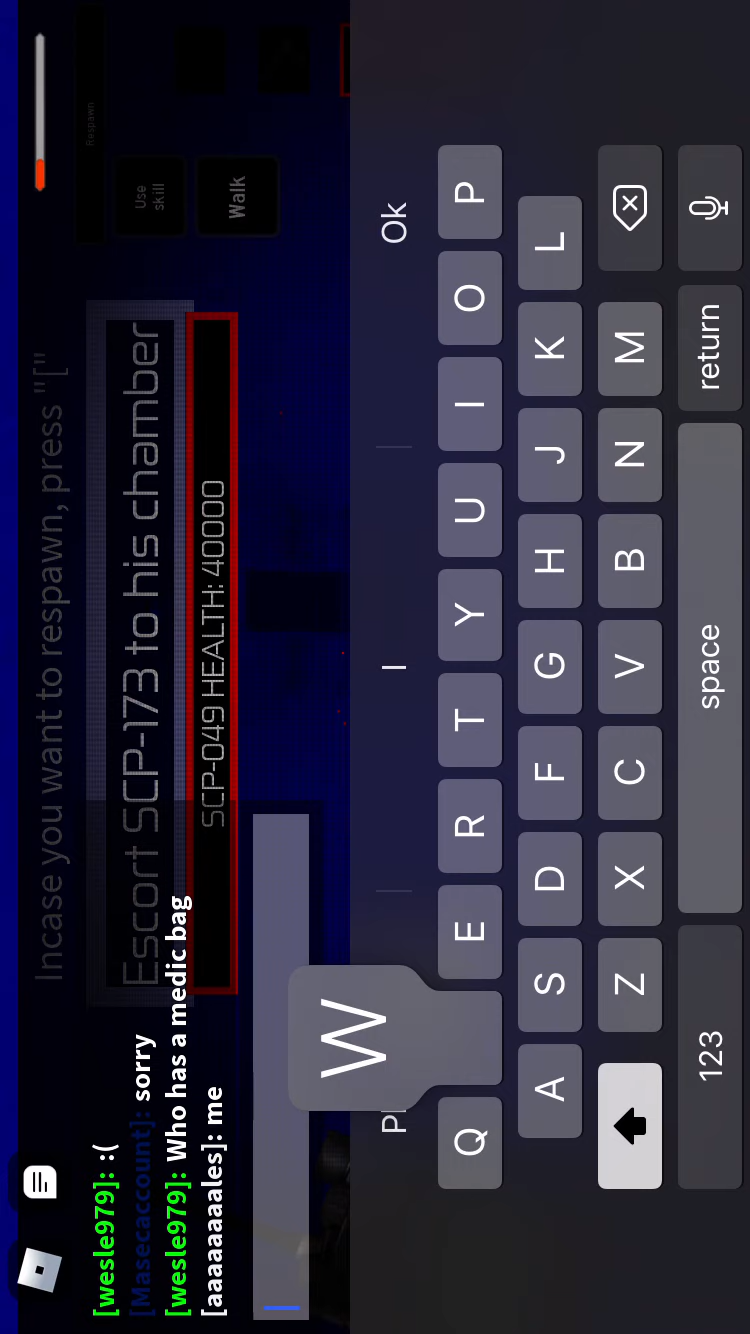 Incase you want to respawn, press "["
Respawn
Use
skill
Walk
Escort SCP-173 to his chamber
SCP-049 HEALTH: 40000
[wesle979]: :(
[Masecaccount]: sorry
[wesle979]: Who has a medic bag
[aaaaaaaales]: me
I
Ok
W
Q
E
R
T
Y
U
I
O
P
A
S
D
F
G
H
J
K
L
Z
X
C
V
B
N
M
123
space
return